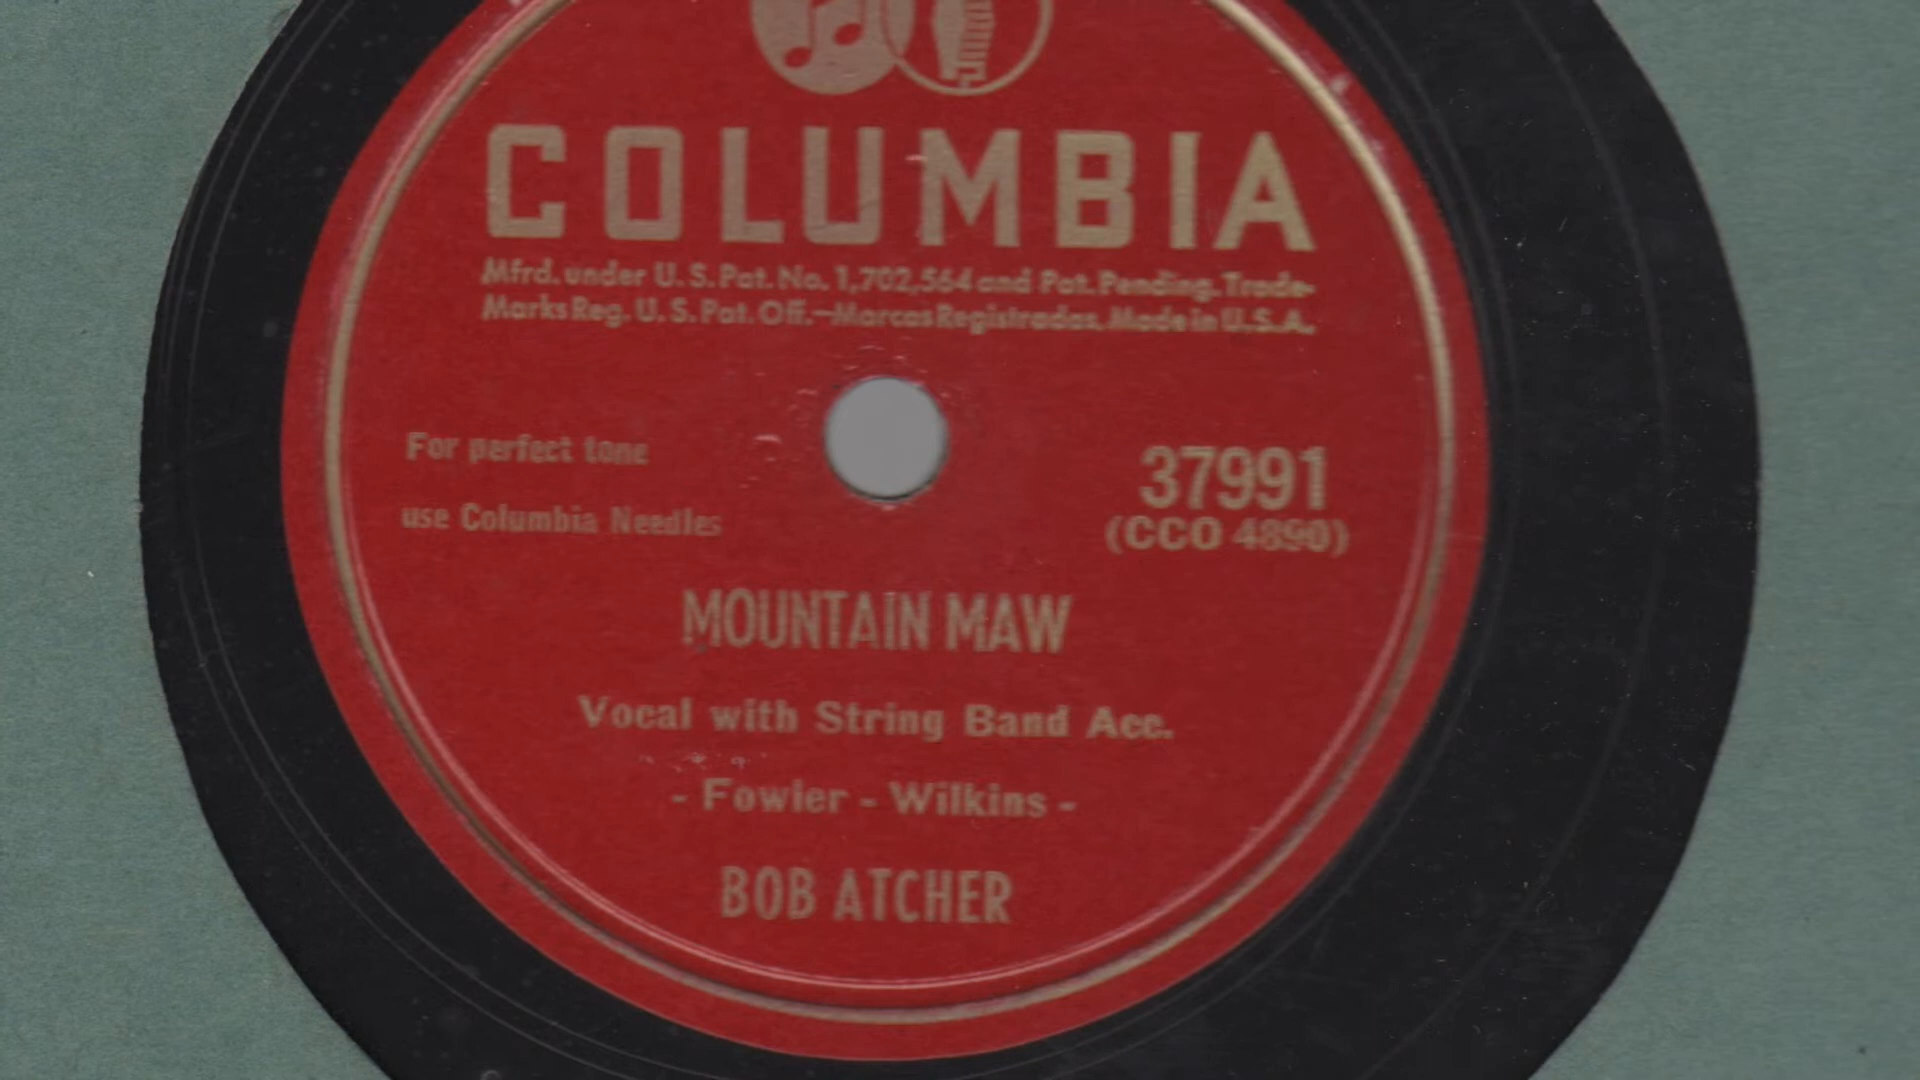 COLUMBIA
Mfrd. under U. S. Pat. No. 1,702,564 and Pat. Pending. Trade-
Marks Reg. U. S. Pat. Off.—Marcas Registradas. Made in U.S.A.
For perfect tone
use Columbia Needles
37991
(CCO 4890)
MOUNTAIN MAW
Vocal with String Band Acc.
- Fowler - Wilkins -
BOB ATCHER